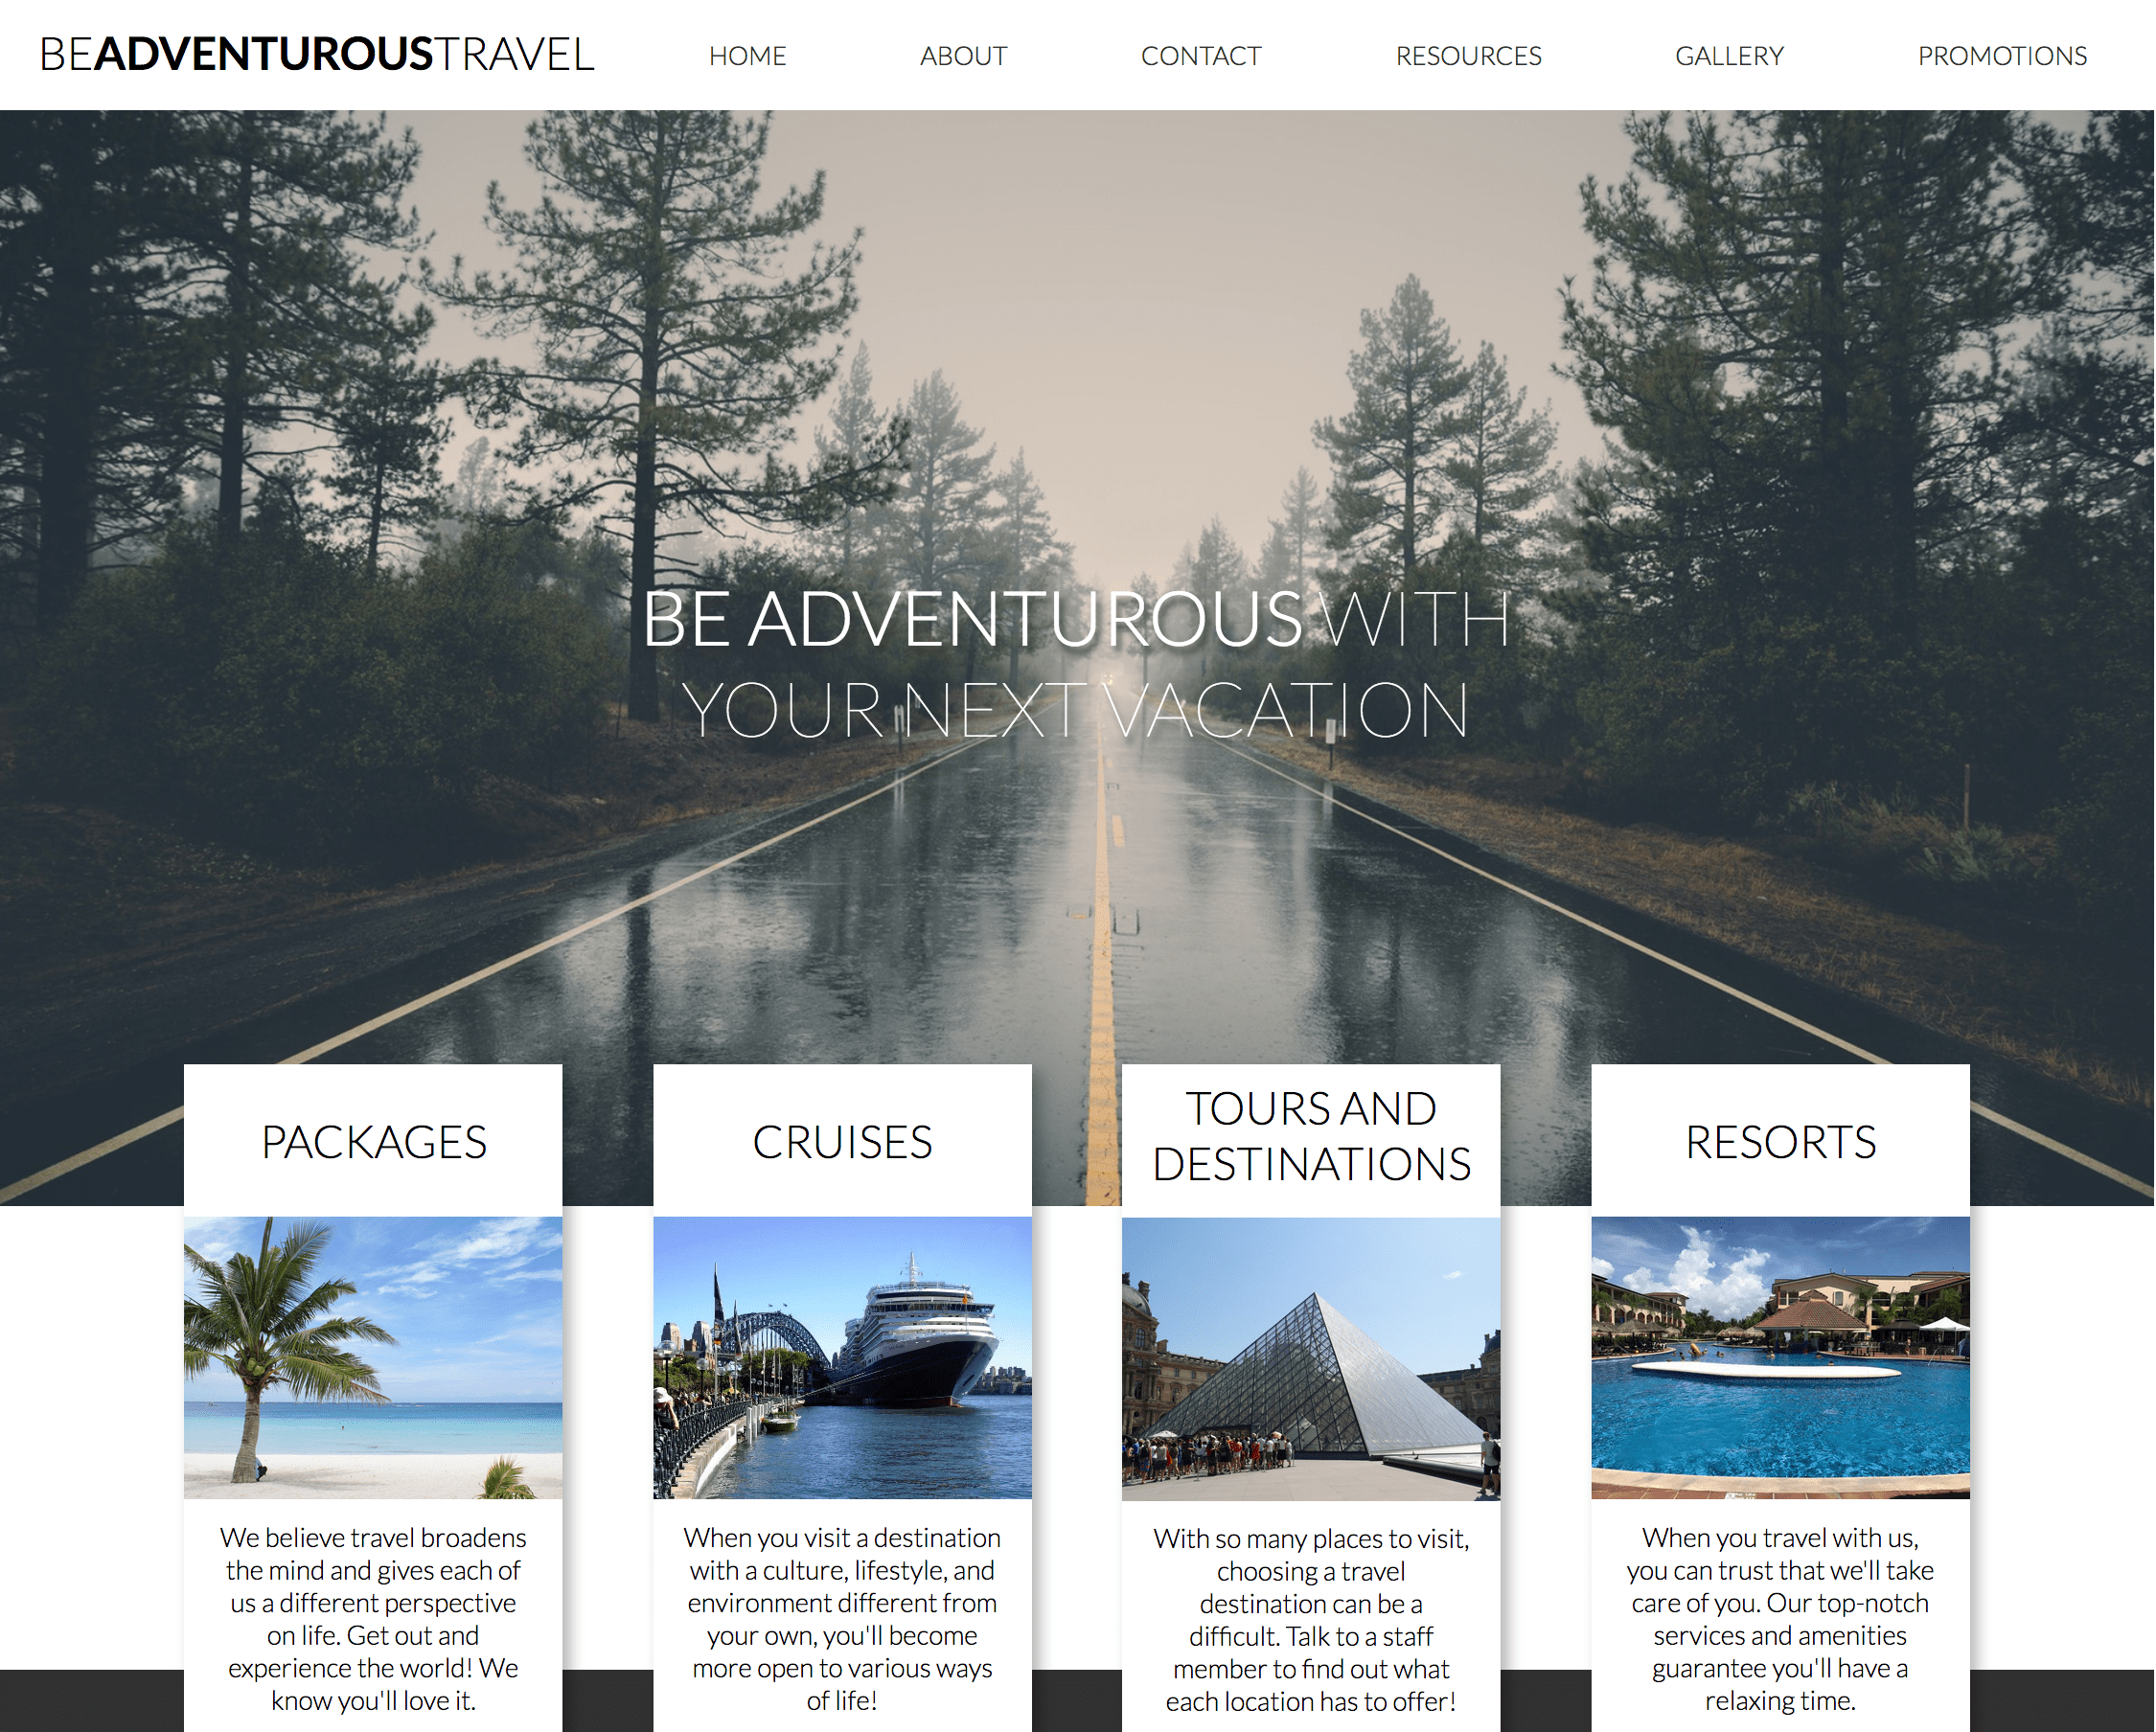 BEADVENTUROUSTRAVEL
HOME
ABOUT
CONTACT
RESOURCES
GALLERY
PROMOTIONS
BE ADVENTUROUS WITH
YOUR NEXT VACATION
PACKAGES
We believe travel broadens
the mind and gives each of
us a different perspective
on life. Get out and
experience the world! We
know you'll love it.
CRUISES
When you visit a destination
with a culture, lifestyle, and
environment different from
your own, you'll become
more open to various ways
of life!
TOURS AND
DESTINATIONS
With so many places to visit,
choosing a travel
destination can be a
difficult. Talk to a staff
member to find out what
each location has to offer!
RESORTS
When you travel with us,
you can trust that we'll take
care of you. Our top-notch
services and amenities
guarantee you'll have a
relaxing time.